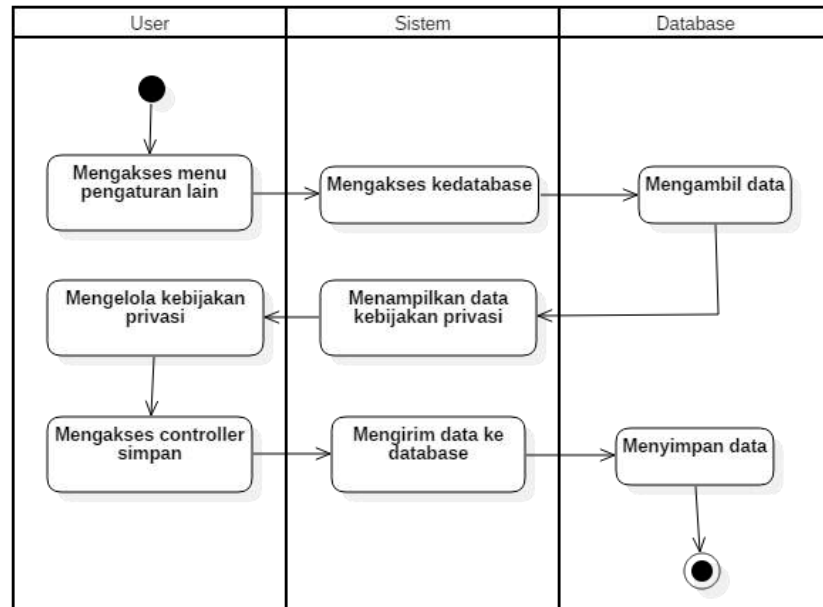 User
Sistem
Database
Mengakses menu
pengaturan lain
Mengakses kedatabase
Mengambil data
Mengelola kebijakan
privasi
Menampilkan data
kebijakan privasi
Mengakses controller
simpan
Mengirim data ke
database
Menyimpan data